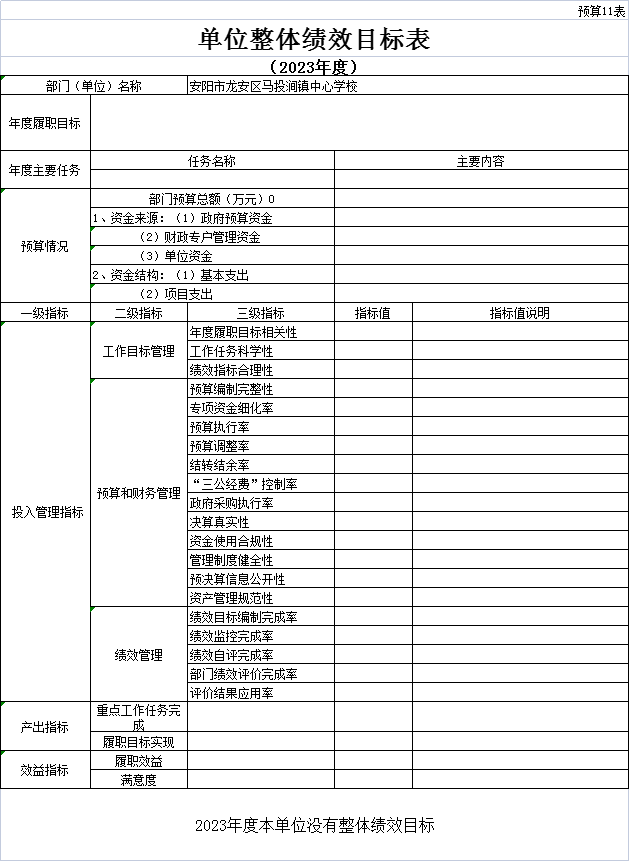 预算11表
单位整体绩效目标表
（2023年度）
部门（单位）名称 安阳市龙安区马投涧镇中心学校
年度履职目标
年度主要任务 任务名称 主要内容
预算情况 部门预算总额（万元）0
1、资金来源：（1）政府预算资金
（2）财政专户管理资金
（3）单位资金
2、资金结构：（1）基本支出
（2）项目支出
一级指标 二级指标 三级指标 指标值 指标值说明
投入管理指标 工作目标管理 年度履职目标相关性
工作任务科学性
绩效指标合理性
预算和财务管理 预算编制完整性
专项资金细化率
预算执行率
预算调整率
结转结余率
“三公经费”控制率
政府采购执行率
决算真实性
资金使用合规性
管理制度健全性
预决算信息公开性
资产管理规范性
绩效管理 绩效目标编制完成率
绩效监控完成率
绩效自评完成率
部门绩效评价完成率
评价结果应用率
产出指标 重点工作任务完
成
履职目标实现
效益指标 履职效益
满意度
2023年度本单位没有整体绩效目标